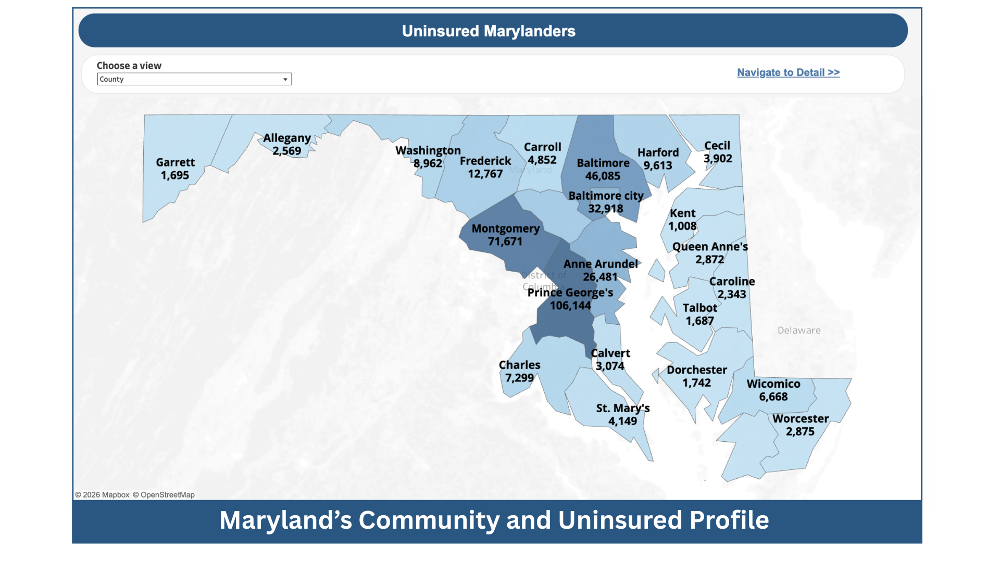 Uninsured Marylanders
Choose a view
County
Navigate to Detail >>
Garrett
1,695
Allegany
2,569
Washington
8,962
Frederick
12,767
Carroll
4,852
Maryland
Baltimore
46,085
Harford
9,613
Cecil
3,902
Baltimore city
32,918
Kent
1,008
Montgomery
71,671
Queen Anne's
2,872
Anne Arundel
26,481
District of
Columbia
Caroline
2,343
Prince George's
106,144
Talbot
1,687
Delaware
Calvert
3,074
Charles
7,299
Dorchester
1,742
Wicomico
6,668
St. Mary's
4,149
Worcester
2,875
© 2026 Mapbox © OpenStreetMap
Maryland’s Community and Uninsured Profile